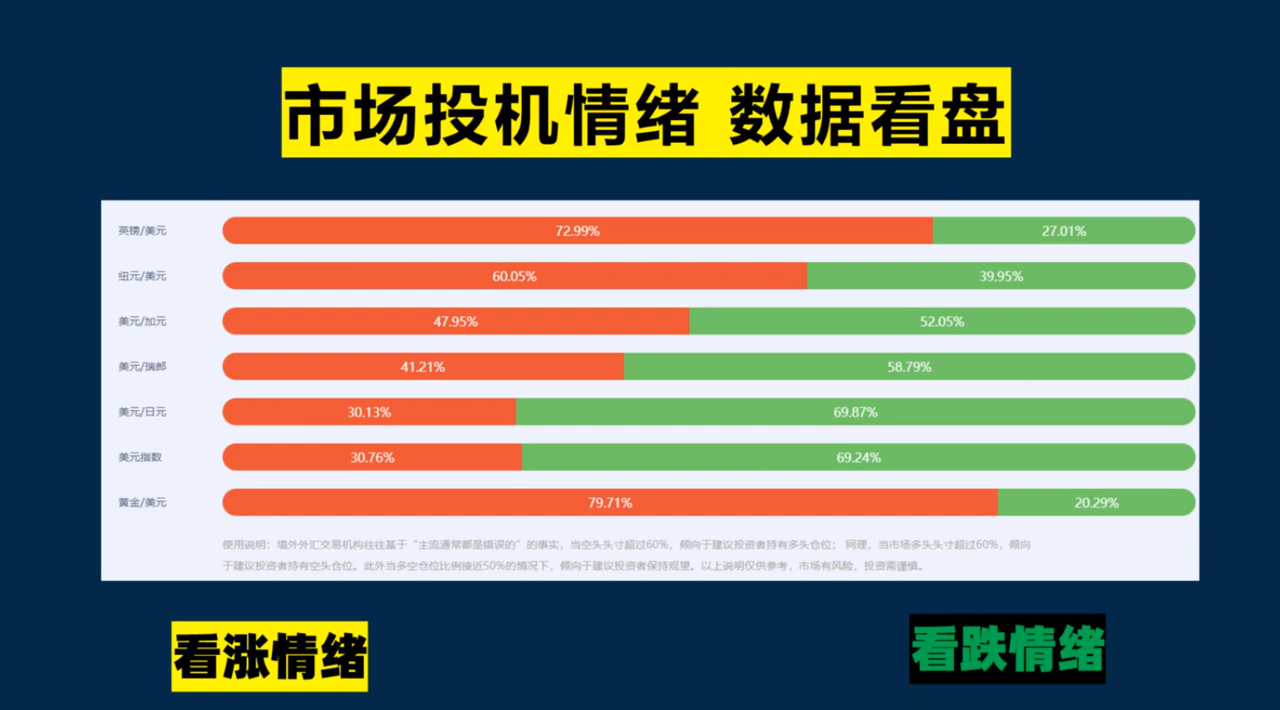 市场投机情绪 数据看盘
英镑/美元 72.99% 27.01%
纽元/美元 60.05% 39.95%
美元/加元 47.95% 52.05%
美元/瑞郎 41.21% 58.79%
美元/日元 30.13% 69.87%
美元指数 30.76% 69.24%
黄金/美元 79.71% 20.29%
使用说明：境外外汇交易机构往往基于“主流通常都是错误的”的事实，当空头头寸超过60%，倾向于建议投资者持有多头仓位； 同理，当市场多头头寸超过60%，倾向
于建议投资者持有空头仓位。此外当多空仓位比例接近50%的情况下，倾向于建议投资者保持观望。以上说明仅供参考，市场有风险，投资需谨慎。
看涨情绪 看跌情绪